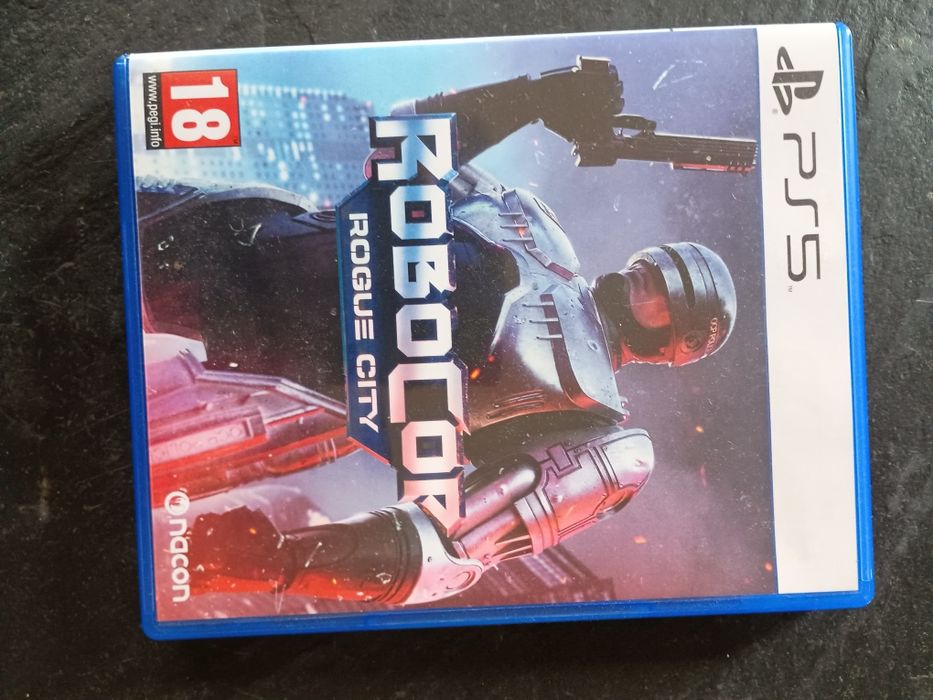 PS5
ROBOCOP
ROGUE CITY
18
www.pegi.info
nacon